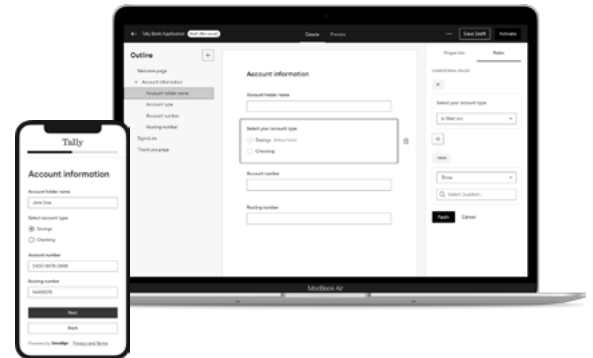 Tally Bank Application
Create
Preview
Save Draft
Activate
Outline
+
Welcome page
Account information
Account holder name
Account type
Account number
Routing number
Signature
Thank you page
Account information
Account holder name
Select your account type
Savings
Checking
Account number
Routing number
Properties
Rules
Select your account type
is filled out
Show
Select Question...
Apply
Cancel
MacBook Air
Tally
Account information
Account holder name
Jane Doe
Select account type
Savings
Checking
Account number
Routing number
Next
Back
Powered by DocuSign
Privacy and Terms